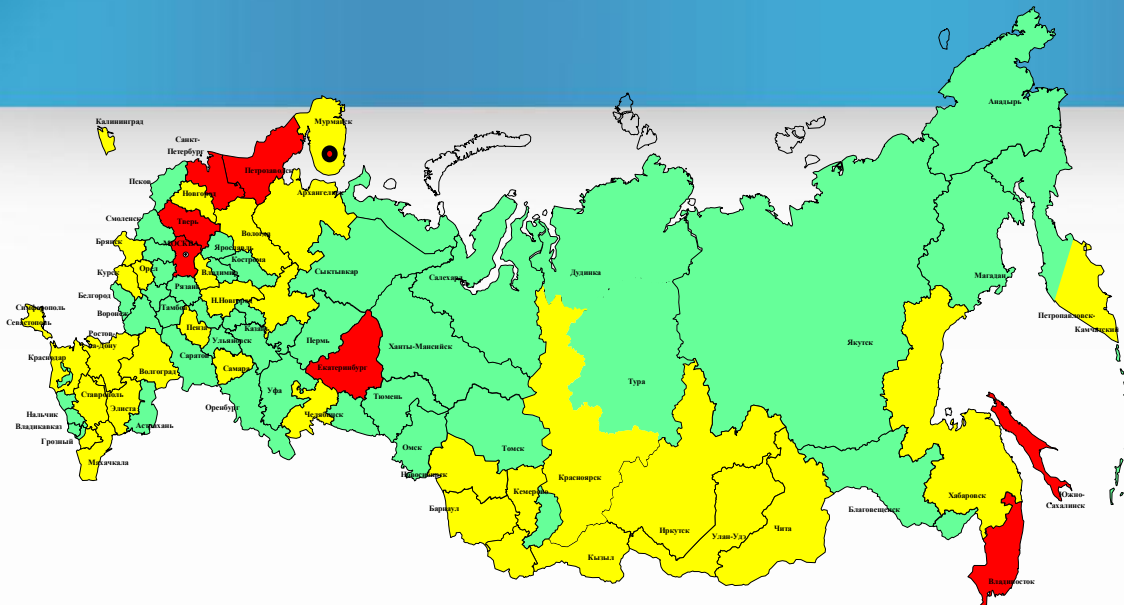 Анадырь
Калининград
Мурманск
Санкт-
Петербург
Петрозаводск
Псков
Новгород
Архангельск
Смоленск
Тверь
Вологда
Брянск
МОСКВА
Ярославль
Кострома
Курск
Орел
Владимир
Сыктывкар
Салехард
Дудинка
Магадан
Рязань
Белгород
Н.Новгород
Симферополь
Воронеж
Тамбов
Петропавловск-
Камчатский
Севастополь
Пенза
Казань
Ростов-
на-Дону
Ульяновск
Пермь
Ханты-Мансийск
Якутск
Краснодар
Саратов
Волгоград
Самара
Екатеринбург
Тура
Ставрополь
Уфа
Тюмень
Элиста
Оренбург
Нальчик
Челябинск
Владикавказ
Астрахань
Грозный
Омск
Томск
Махачкала
Новосибирск
Красноярск
Кемерово
Хабаровск
Южно-
Сахалинск
Барнаул
Благовещенск
Иркутск
Улан-Удэ
Чита
Кызыл
Владивосток